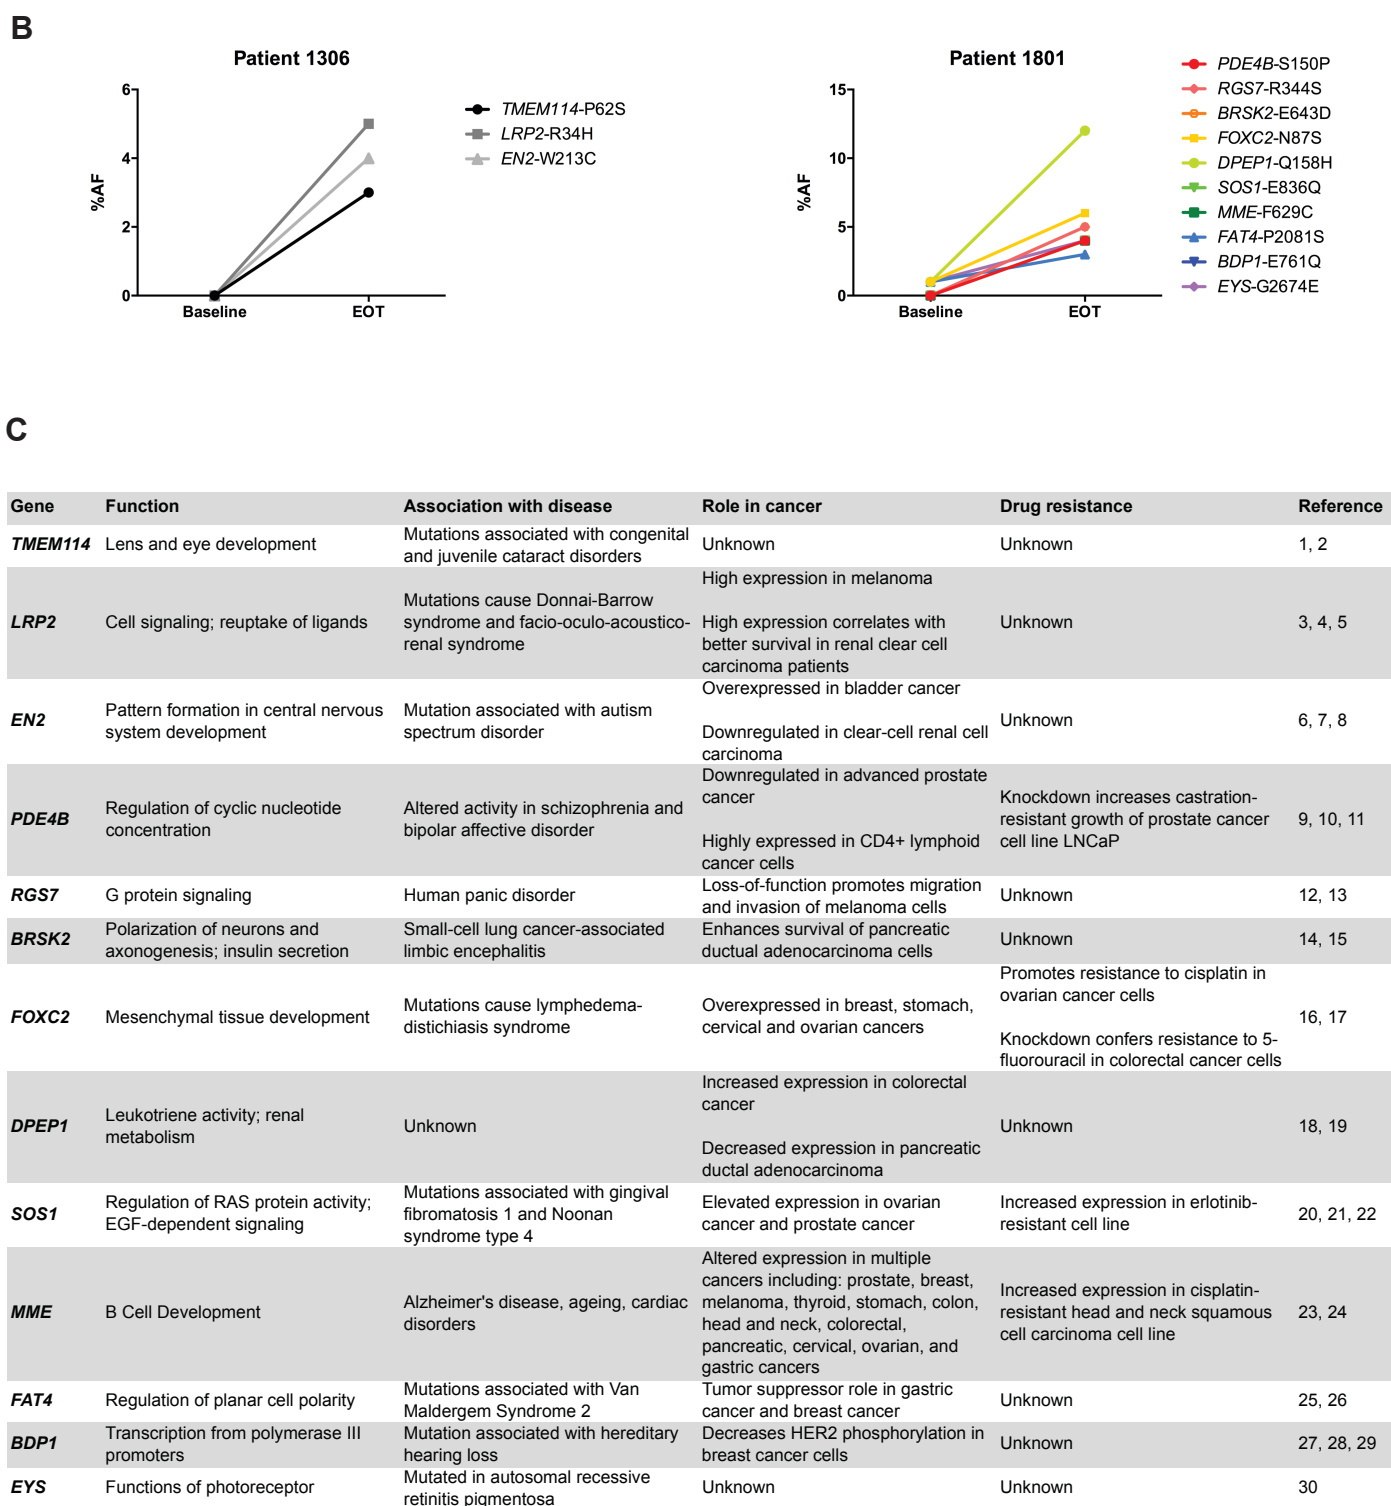 B
Patient 1306
%AF
6
4
2
0
Baseline
EOT
TMEM114-P62S
LRP2-R34H
EN2-W213C
Patient 1801
%AF
15
10
5
0
Baseline
EOT
PDE4B-S150P
RGS7-R344S
BRSK2-E643D
FOXC2-N87S
DPEP1-Q158H
SOS1-E836Q
MME-F629C
FAT4-P2081S
BDP1-E761Q
EYS-G2674E
C
Gene Function Association with disease Role in cancer Drug resistance Reference
TMEM114
Lens and eye development
Mutations associated with congenital
and juvenile cataract disorders
Unknown
Unknown
1, 2
LRP2
Cell signaling; reuptake of ligands
Mutations cause Donnai-Barrow
syndrome and facio-oculo-acoustico-
renal syndrome
High expression in melanoma
High expression correlates with
better survival in renal clear cell
carcinoma patients
Unknown
3, 4, 5
EN2
Pattern formation in central nervous
system development
Mutation associated with autism
spectrum disorder
Overexpressed in bladder cancer
Downregulated in clear-cell renal cell
carcinoma
Unknown
6, 7, 8
PDE4B
Regulation of cyclic nucleotide
concentration
Altered activity in schizophrenia and
bipolar affective disorder
Downregulated in advanced prostate
cancer
Highly expressed in CD4+ lymphoid
cancer cells
Knockdown increases castration-
resistant growth of prostate cancer
cell line LNCaP
9, 10, 11
RGS7
G protein signaling
Human panic disorder
Loss-of-function promotes migration
and invasion of melanoma cells
Unknown
12, 13
BRSK2
Polarization of neurons and
axonogenesis; insulin secretion
Small-cell lung cancer-associated
limbic encephalitis
Enhances survival of pancreatic
ductual adenocarcinoma cells
Unknown
14, 15
FOXC2
Mesenchymal tissue development
Mutations cause lymphedema-
distichiasis syndrome
Overexpressed in breast, stomach,
cervical and ovarian cancers
Promotes resistance to cisplatin in
ovarian cancer cells
Knockdown confers resistance to 5-
fluorouracil in colorectal cancer cells
16, 17
DPEP1
Leukotriene activity; renal
metabolism
Unknown
Increased expression in colorectal
cancer
Decreased expression in pancreatic
ductal adenocarcinoma
Unknown
18, 19
SOS1
Regulation of RAS protein activity;
EGF-dependent signaling
Mutations associated with gingival
fibromatosis 1 and Noonan
syndrome type 4
Elevated expression in ovarian
cancer and prostate cancer
Increased expression in erlotinib-
resistant cell line
20, 21, 22
MME
B Cell Development
Alzheimer's disease, ageing, cardiac
disorders
Altered expression in multiple
cancers including: prostate, breast,
melanoma, thyroid, stomach, colon,
head and neck, colorectal,
pancreatic, cervical, ovarian, and
gastric cancers
Increased expression in cisplatin-
resistant head and neck squamous
cell carcinoma cell line
23, 24
FAT4
Regulation of planar cell polarity
Mutations associated with Van
Maldergem Syndrome 2
Tumor suppressor role in gastric
cancer and breast cancer
Unknown
25, 26
BDP1
Transcription from polymerase III
promoters
Mutation associated with hereditary
hearing loss
Decreases HER2 phosphorylation in
breast cancer cells
Unknown
27, 28, 29
EYS
Functions of photoreceptor
Mutated in autosomal recessive
retinitis pigmentosa
Unknown
Unknown
30